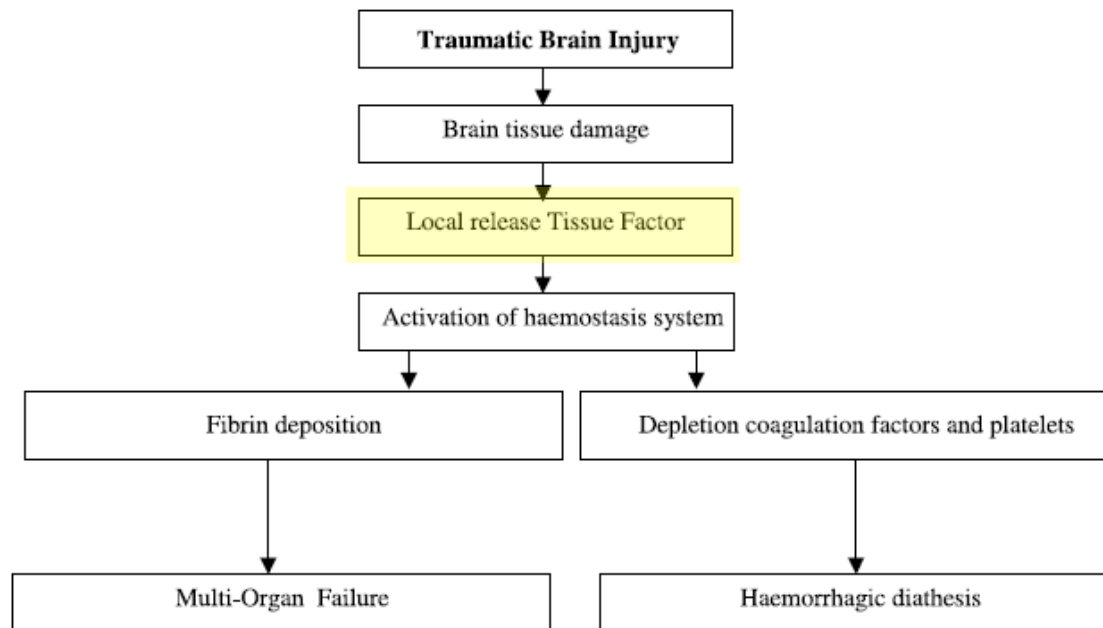 Traumatic Brain Injury
Brain tissue damage
Local release Tissue Factor
Activation of haemostasis system
Fibrin deposition
Depletion coagulation factors and platelets
Multi-Organ Failure
Haemorrhagic diathesis